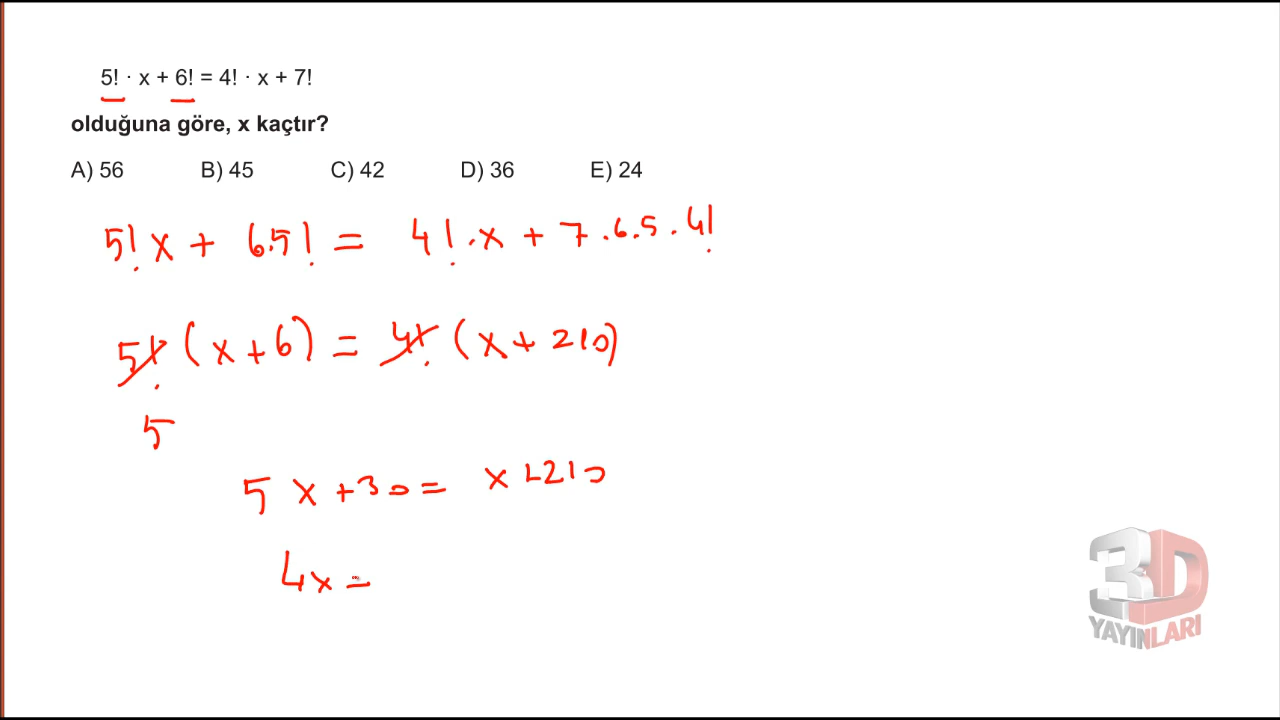 5! · x + 6! = 4! · x + 7!
olduğuna göre, x kaçtır?
A) 56 B) 45 C) 42 D) 36 E) 24
5! x + 6.5! = 4! . x + 7 . 6 . 5 . 4!
5! (x + 6) = 4! (x + 210)
5
5 x + 30 = x + 210
4x =
3D
YAYINLARI